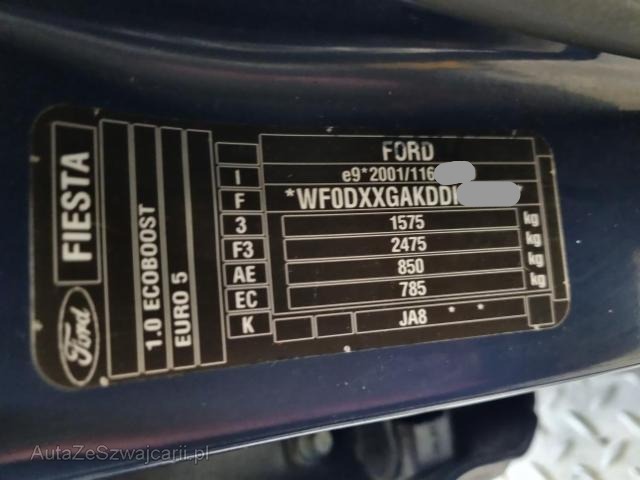 FIESTA
Ford
1.0 ECOBOOST
EURO 5
FORD
I e9*2001/116
F *WF0DXXGAKDD *
3 1575 kg
F3 2475 kg
AE 850 kg
EC 785 kg
K JA8 * *
AutaZeSzwajcarii.pl